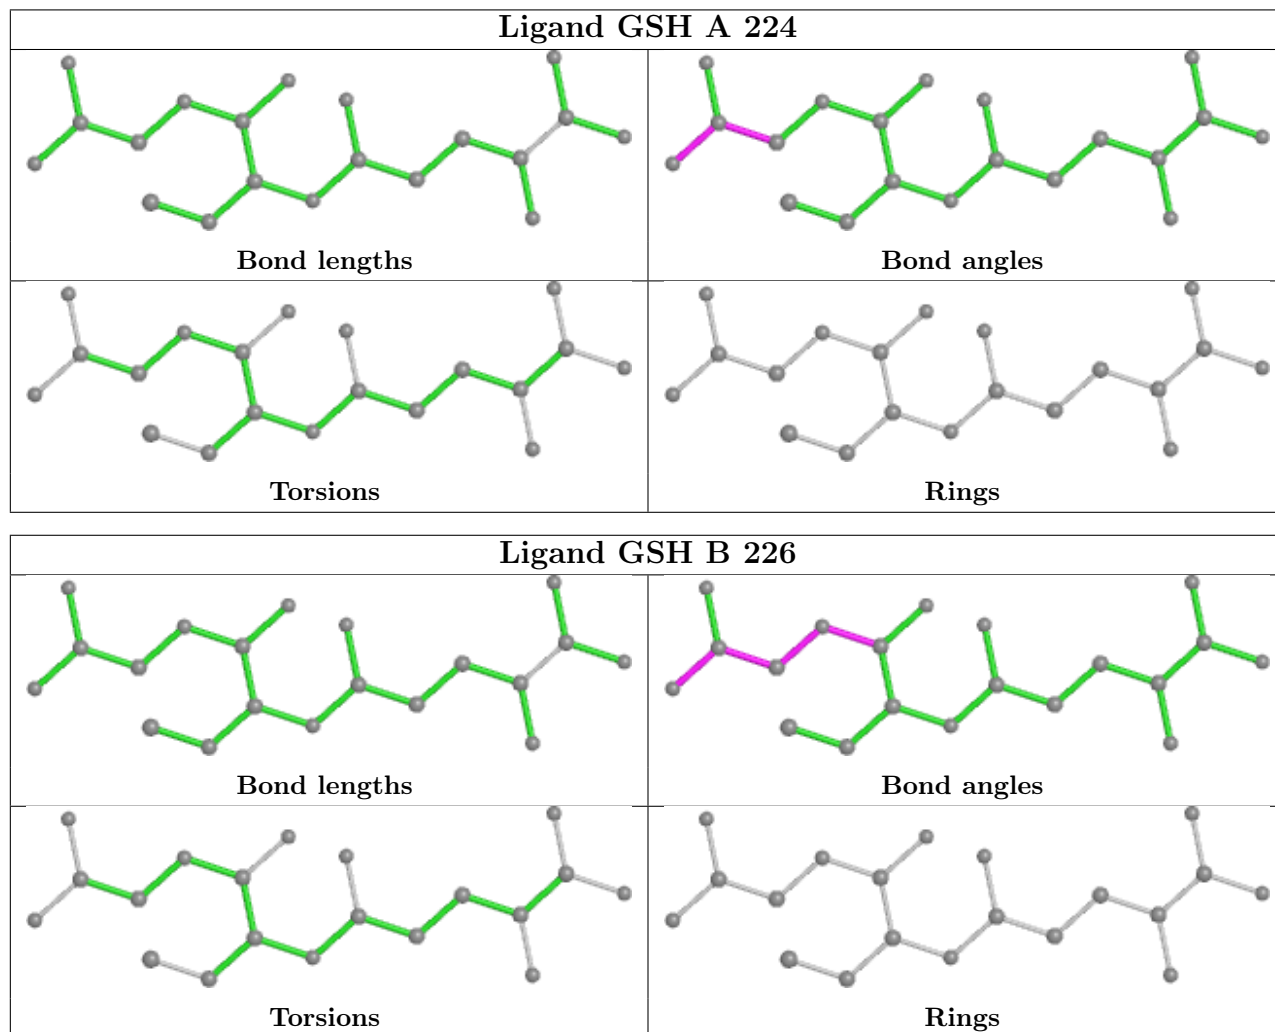 Ligand GSH A 224
Bond lengths
Bond angles
Torsions
Rings
Ligand GSH B 226
Bond lengths
Bond angles
Torsions
Rings